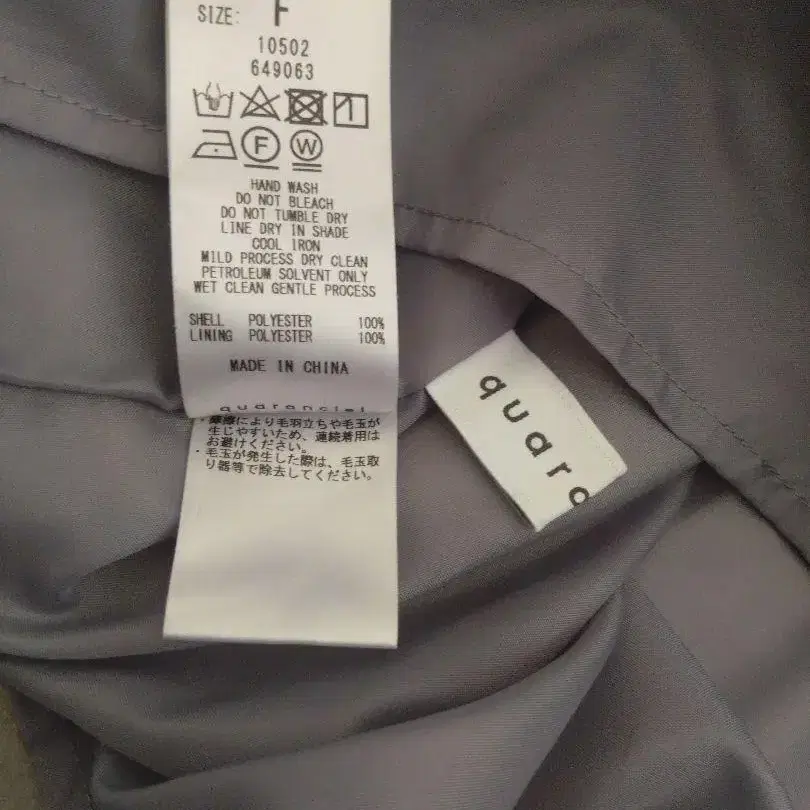 SIZE: F
10502
649063
F W
HAND WASH
DO NOT BLEACH
DO NOT TUMBLE DRY
LINE DRY IN SHADE
COOL IRON
MILD PROCESS DRY CLEAN
PETROLEUM SOLVENT ONLY
WET CLEAN GENTLE PROCESS
SHELL POLYESTER 100%
LINING POLYESTER 100%
MADE IN CHINA
・摩擦により毛羽立ちや毛玉が
生じやすいため、連続着用は
お避けください。
・毛玉が発生した際は、毛玉取
り器等で除去してください。
quar